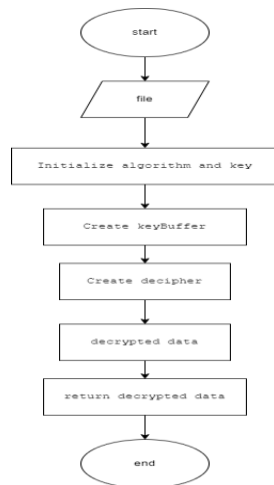 start
file
Initialize algorithm and key
Create keyBuffer
Create decipher
decrypted data
return decrypted data
end